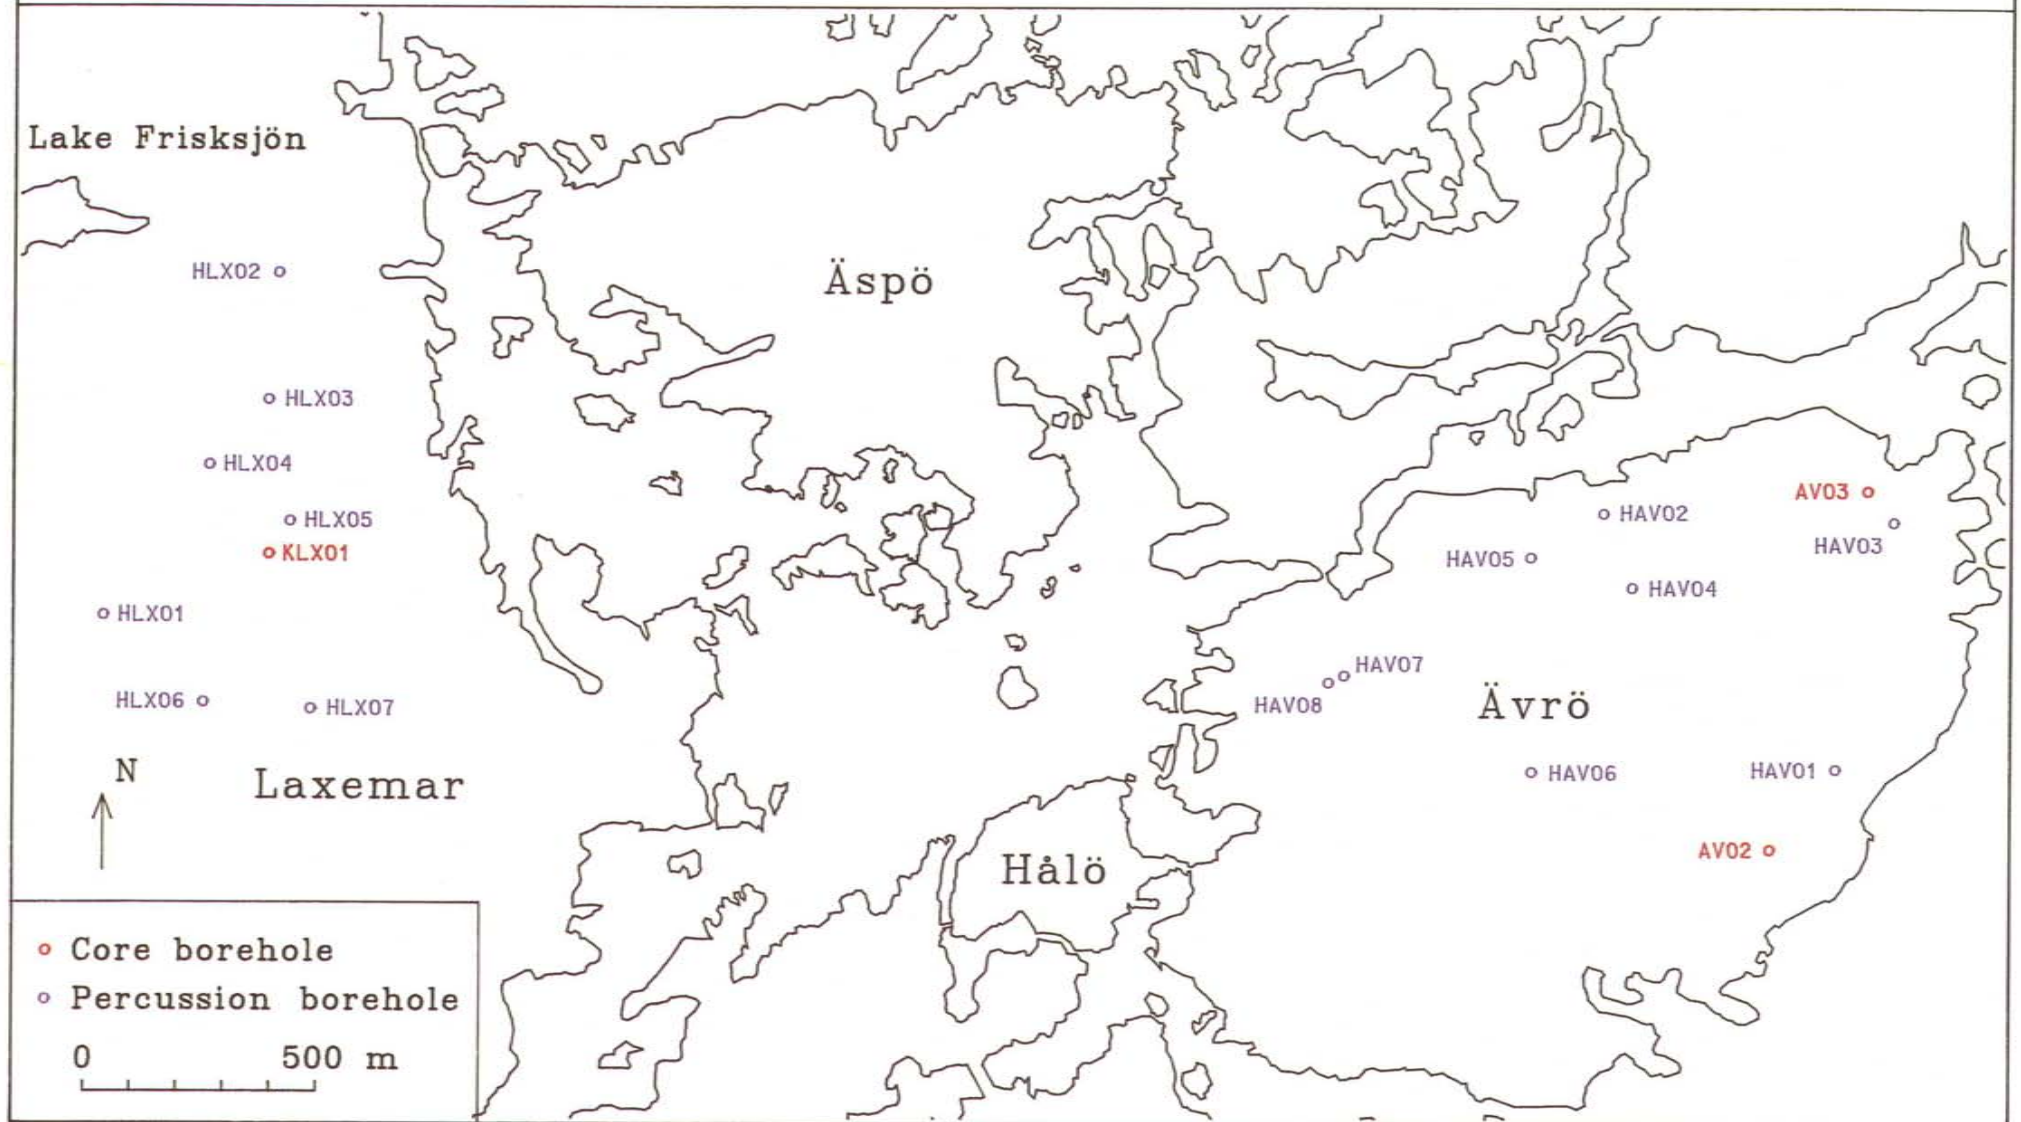 Lake Frisksjön
HLX02
Äspö
HLX03
HLX04
AV03
HLX05
HAV02
KLX01
HAV03
HAV05
HAV04
HLX01
HAV07
HLX06
HAV08
HLX07
Ävrö
N
Laxemar
HAV06
HAV01
AV02
Hålö
Core borehole
Percussion borehole
0 500 m